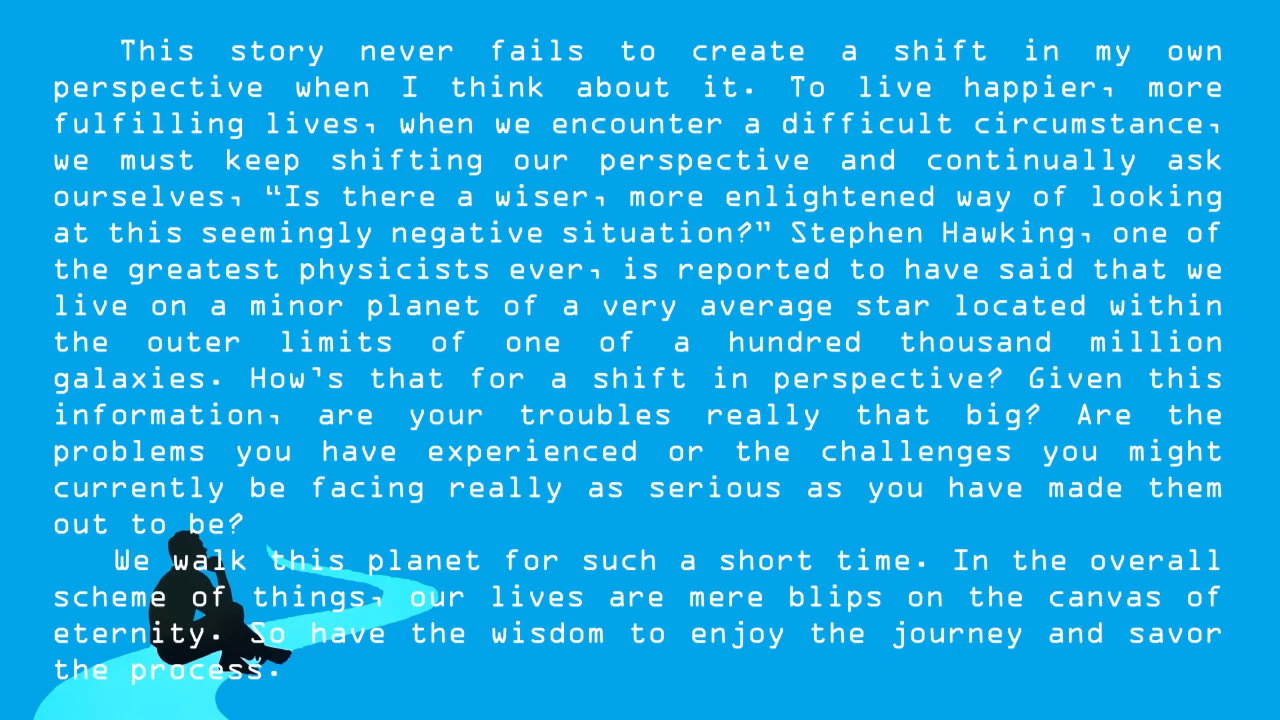 This story never fails to create a shift in my own
perspective when I think about it. To live happier, more
fulfilling lives, when we encounter a difficult circumstance,
we must keep shifting our perspective and continually ask
ourselves, “Is there a wiser, more enlightened way of looking
at this seemingly negative situation?” Stephen Hawking, one of
the greatest physicists ever, is reported to have said that we
live on a minor planet of a very average star located within
the outer limits of one of a hundred thousand million
galaxies. How's that for a shift in perspective? Given this
information, are your troubles really that big? Are the
problems you have experienced or the challenges you might
currently be facing really as serious as you have made them
out to be?
We walk this planet for such a short time. In the overall
scheme of things, our lives are mere blips on the canvas of
eternity. So have the wisdom to enjoy the journey and savor
the process.